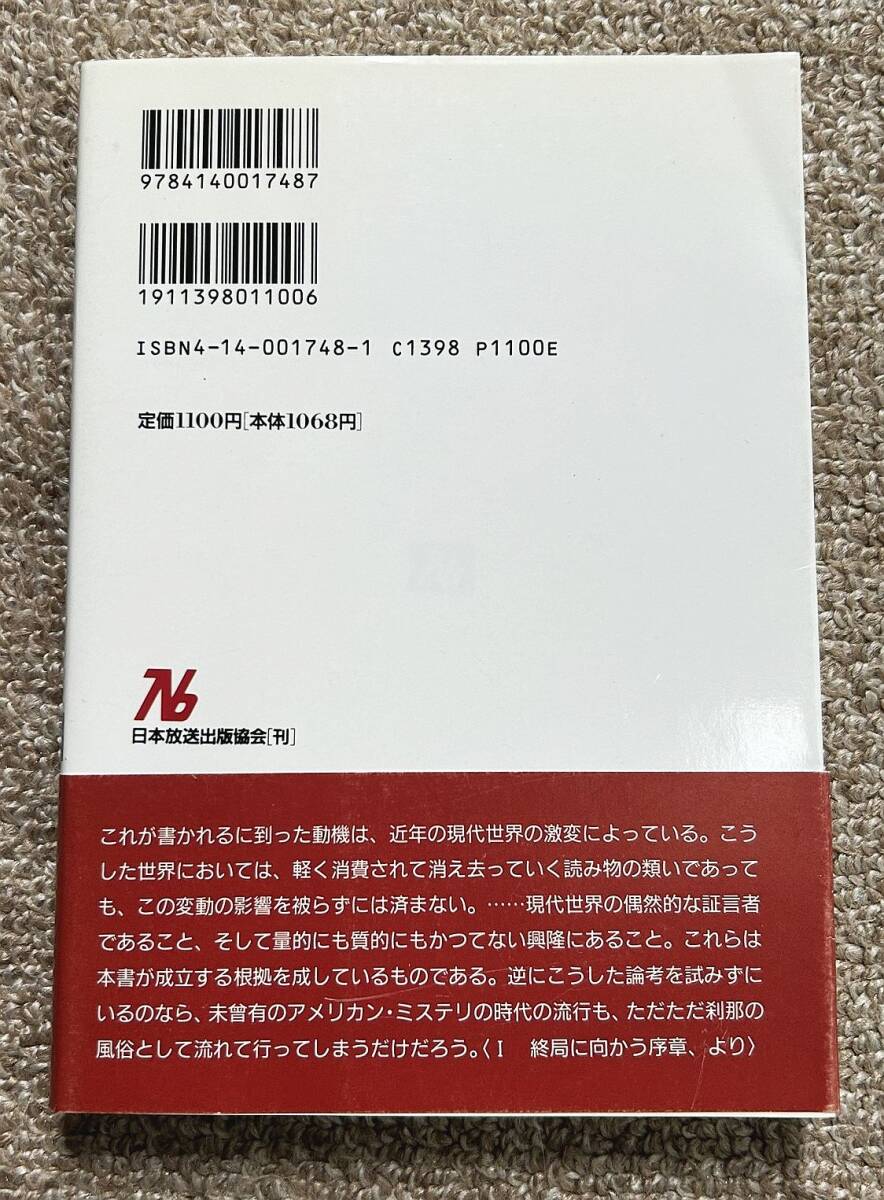 9784140017487
1911398011006
ISBN4-14-001748-1 C1398 P1100E
定価1100円[本体1068円]
日本放送出版協会[刊]
これが書かれるに到った動機は、近年の現代世界の激変によっている。こう
した世界においては、軽く消費されて消え去っていく読み物の類いであって
も、この変動の影響を被らずには済まない。……現代世界の偶然的な証言者
であること、そして量的にも質的にもかつてない興隆にあること。これらは
本書が成立する根拠を成しているものである。逆にこうした論考を試みずに
いるのなら、未曾有のアメリカン・ミステリの時代の流行も、ただただ刹那の
風俗として流れて行ってしまうだけだろう。〈Ⅰ　終局に向かう序章、より〉